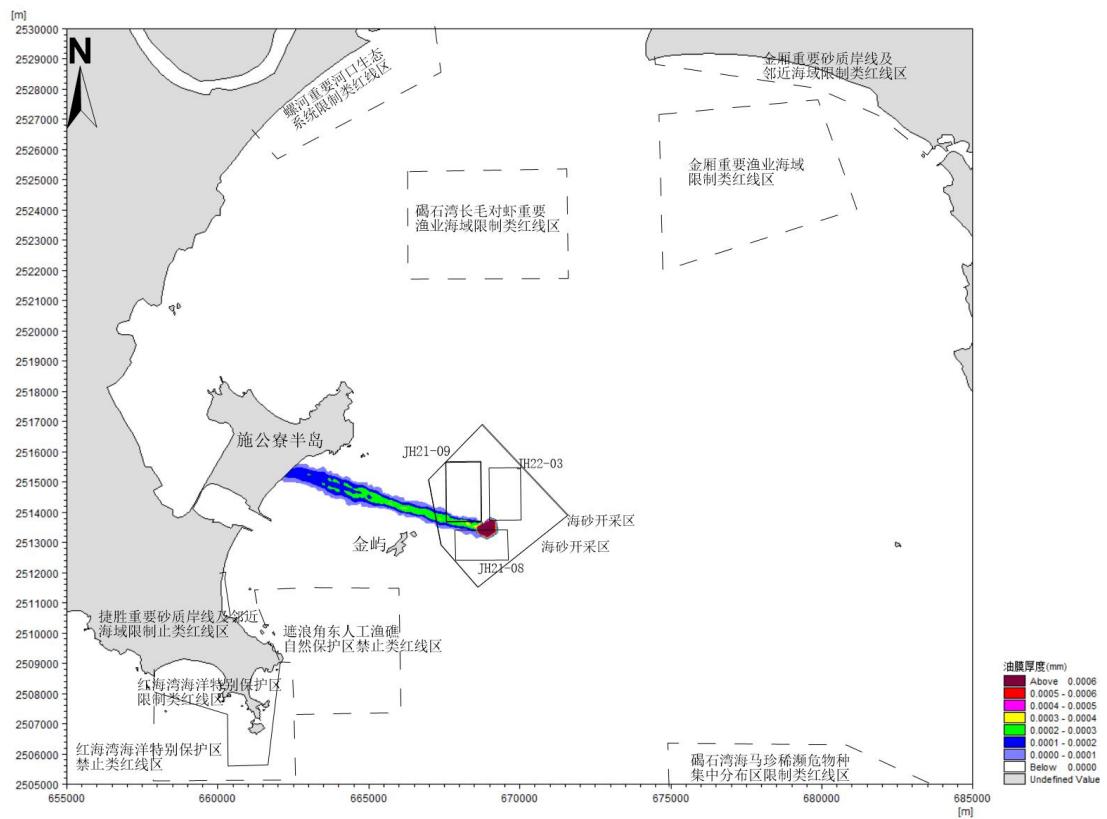 [m]
2530000
2529000
2528000
2527000
2526000
2525000
2524000
2523000
2522000
2521000
2520000
2519000
2518000
2517000
2516000
2515000
2514000
2513000
2512000
2511000
2510000
2509000
2508000
2507000
2506000
2505000
N
螺河重要河口生态
系统限制类红线区
金厢重要砂质岸线及
邻近海域限制类红线区
金厢重要渔业海域
限制类红线区
碣石湾长毛对虾重要
渔业海域限制类红线区
施公寮半岛
JH21-09
JH22-03
海砂开采区
海砂开采区
金屿
JH21-08
捷胜重要砂质岸线及邻近
海域限制止类红线区
遮浪角东人工渔礁
自然保护区禁止类红线区
红海湾海洋特别保护区
限制类红线区
红海湾海洋特别保护区
禁止类红线区
碣石湾海马珍稀濒危物种
集中分布区限制类红线区
655000
660000
665000
670000
675000
680000
685000
[m]
油膜厚度(mm)
Above 0.0006
0.0005 - 0.0006
0.0004 - 0.0005
0.0003 - 0.0004
0.0002 - 0.0003
0.0001 - 0.0002
0.0000 - 0.0001
Below 0.0000
Undefined Value